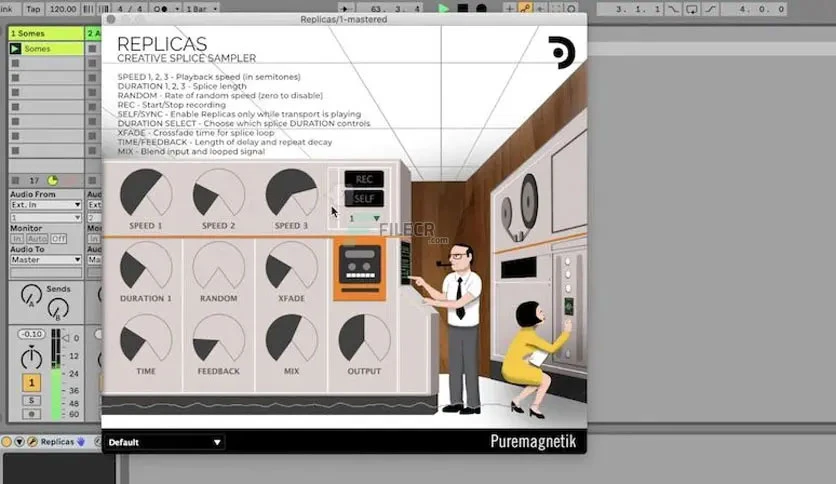 ink Tap 120.00 1 Bar 63. 3. 4 3. 1. 1 4. 0. 0
Replicas/1-mastered
1 Somes 2 A
Somes
REPLICAS
CREATIVE SPLICE SAMPLER
SPEED 1, 2, 3 - Playback speed (in semitones)
DURATION 1, 2, 3 - Splice length
RANDOM - Rate of random speed (zero to disable)
REC - Start/Stop recording
SELF/SYNC - Enable Replicas only while transport is playing
DURATION SELECT - Choose which splice DURATION controls
XFADE - Crossfade time for splice loop
TIME/FEEDBACK - Length of delay and repeat decay
MIX - Blend input and looped signal
17
REC
SELF
1
Audio From
Ext. In
1
Monitor
In Auto Off
Audio To
Master
SPEED 1 SPEED 2 SPEED 3
FILECR
.com
DURATION 1 RANDOM XFADE
Sends
A B
-0.10
0
12
24
36
48
60
1
S
TIME FEEDBACK MIX OUTPUT
Replicas
Default
Puremagnetik